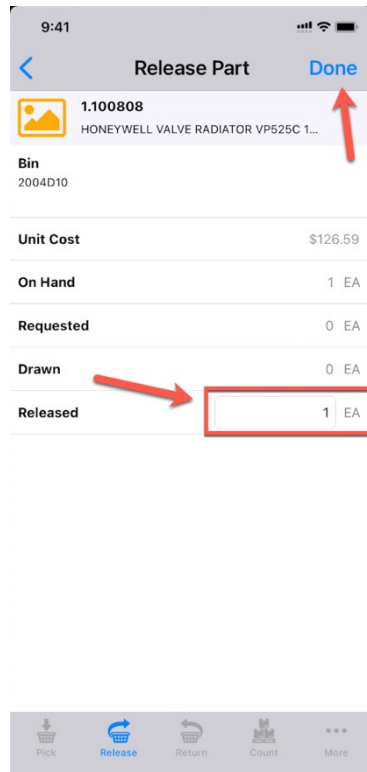 9:41
Release Part
Done
1.100808
HONEYWELL VALVE RADIATOR VP525C 1...
Bin
2004D10
Unit Cost $126.59
On Hand 1 EA
Requested 0 EA
Drawn 0 EA
Released 1 EA
Pick Release Return Count More